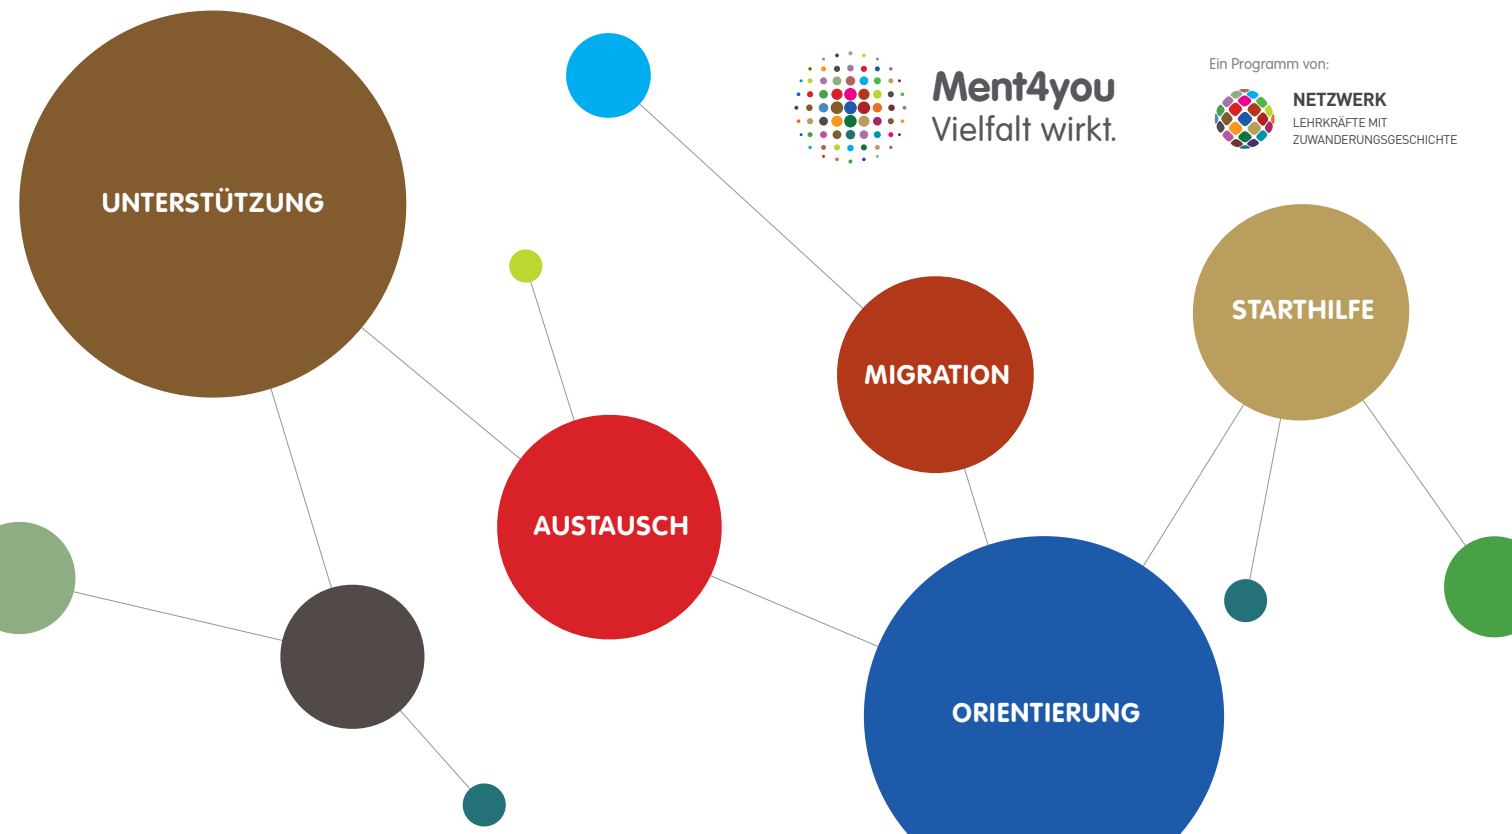 Ein Programm von:
Ment4you
Vielfalt wirkt.
NETZWERK
LEHRKRÄFTE MIT
ZUWANDERUNGSGESCHICHTE
UNTERSTÜTZUNG
STARTHILFE
MIGRATION
AUSTAUSCH
ORIENTIERUNG